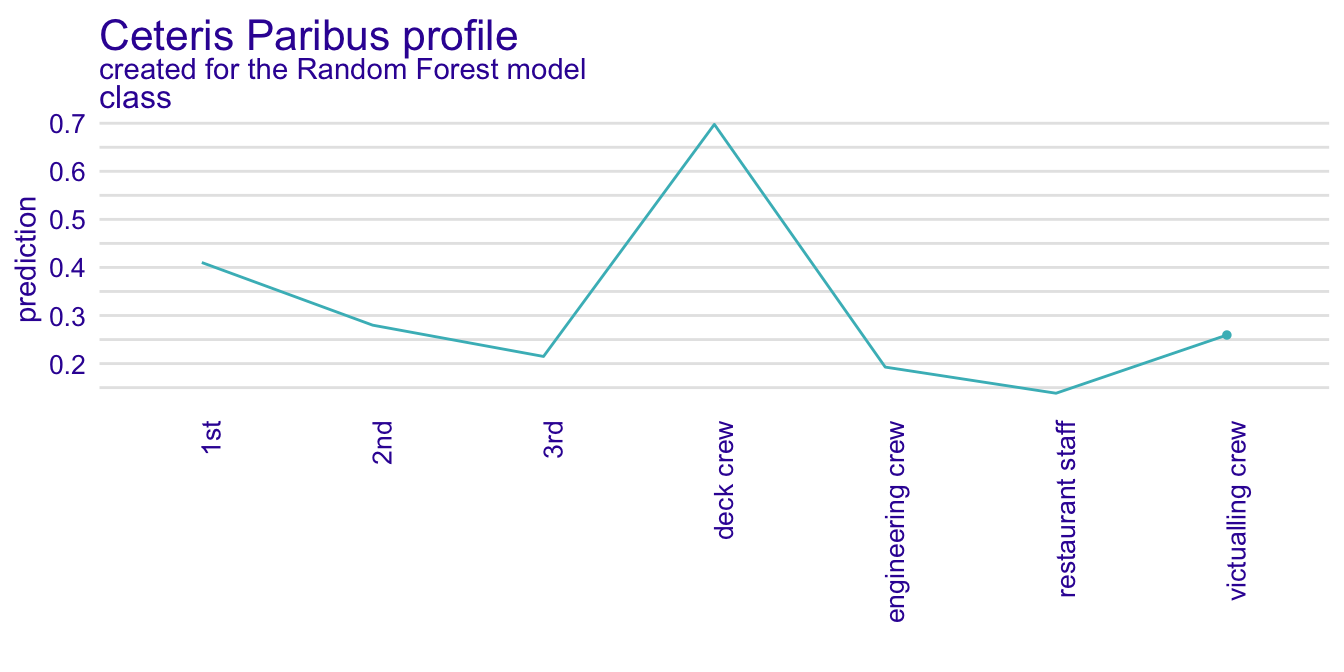 Ceteris Paribus profile
created for the Random Forest model
class
prediction
0.7
0.6
0.5
0.4
0.3
0.2
1st
2nd
3rd
deck crew
engineering crew
restaurant staff
victualling crew